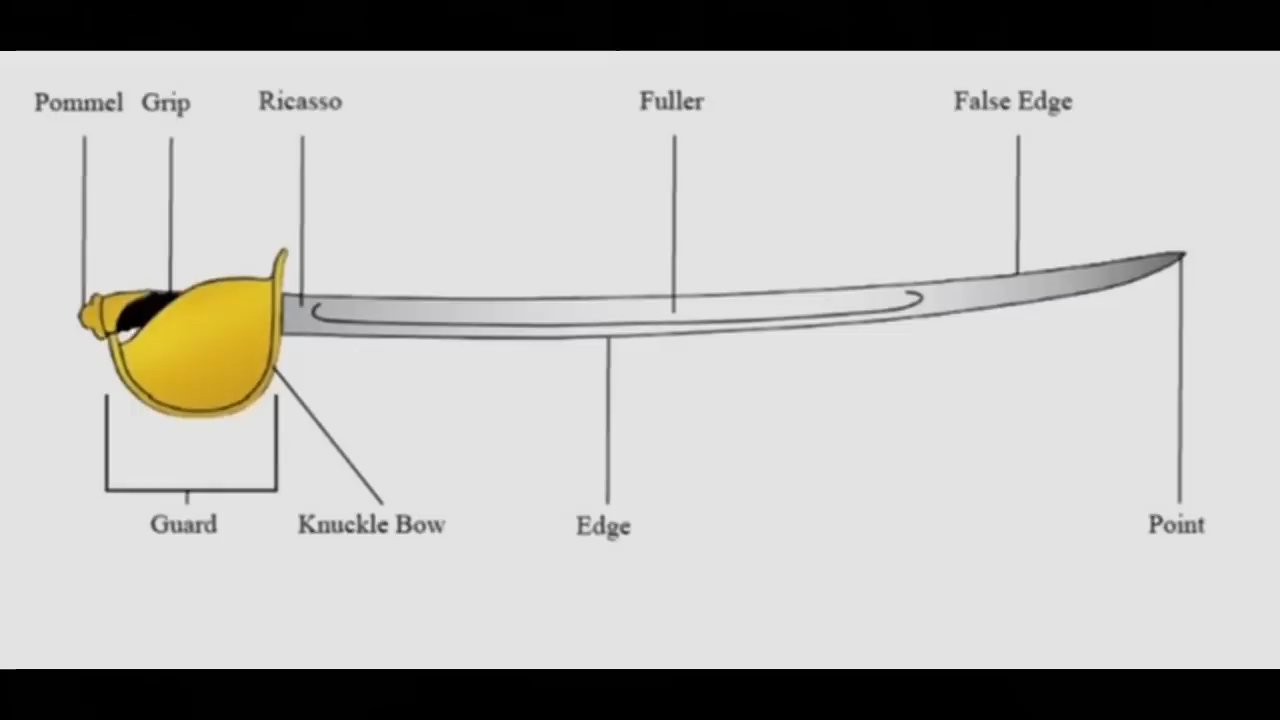 Pommel
Grip
Ricasso
Fuller
False Edge
Guard
Knuckle Bow
Edge
Point